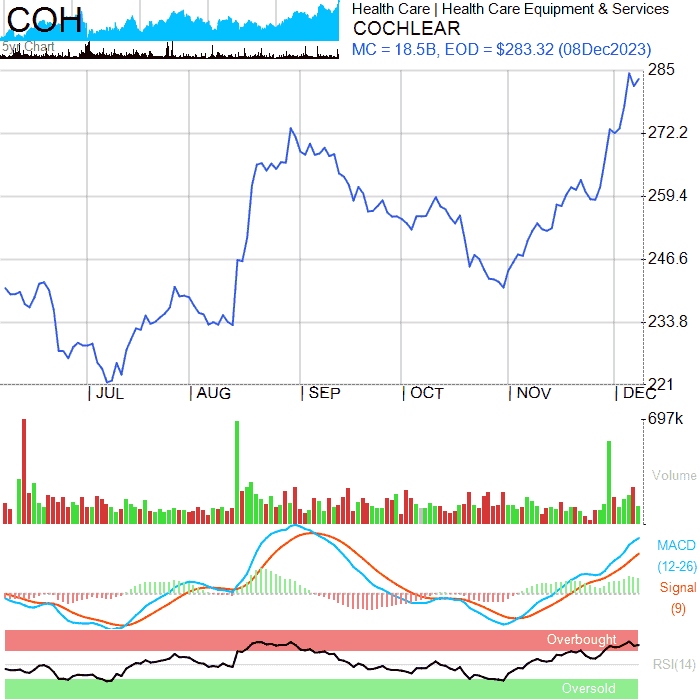 COH
5yr Chart
Health Care | Health Care Equipment & Services
COCHLEAR
MC = 18.5B, EOD = $283.32 (08Dec2023)
285
272.2
259.4
246.6
233.8
221
JUL AUG SEP OCT NOV DEC
697k
Volume
MACD
(12-26)
Signal
(9)
Overbought
RSI(14)
Oversold